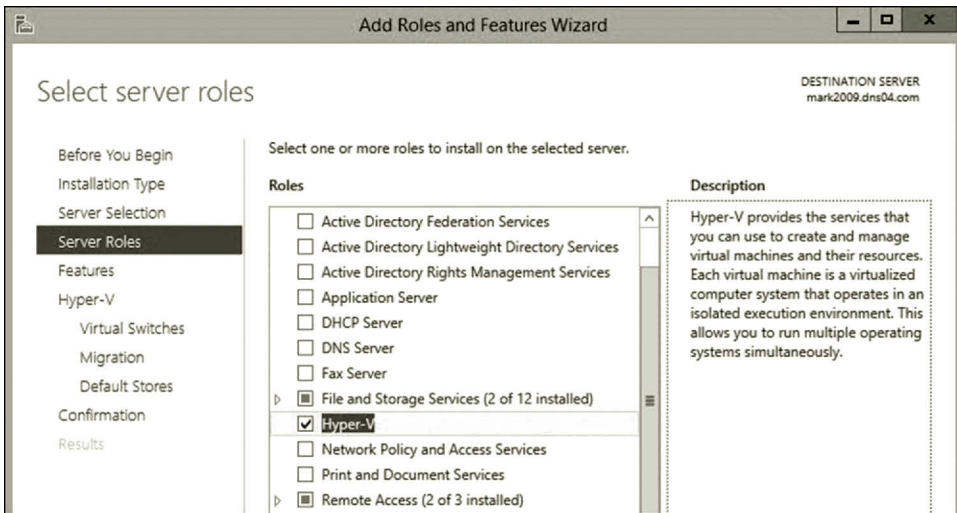 Add Roles and Features Wizard
Select server roles
DESTINATION SERVER
mark2009.dns04.com
Before You Begin
Installation Type
Server Selection
Server Roles
Features
Hyper-V
Virtual Switches
Migration
Default Stores
Confirmation
Results
Select one or more roles to install on the selected server.
Roles
Active Directory Federation Services
Active Directory Lightweight Directory Services
Active Directory Rights Management Services
Application Server
DHCP Server
DNS Server
Fax Server
File and Storage Services (2 of 12 installed)
Hyper-V
Network Policy and Access Services
Print and Document Services
Remote Access (2 of 3 installed)
Description
Hyper-V provides the services that
you can use to create and manage
virtual machines and their resources.
Each virtual machine is a virtualized
computer system that operates in an
isolated execution environment. This
allows you to run multiple operating
systems simultaneously.